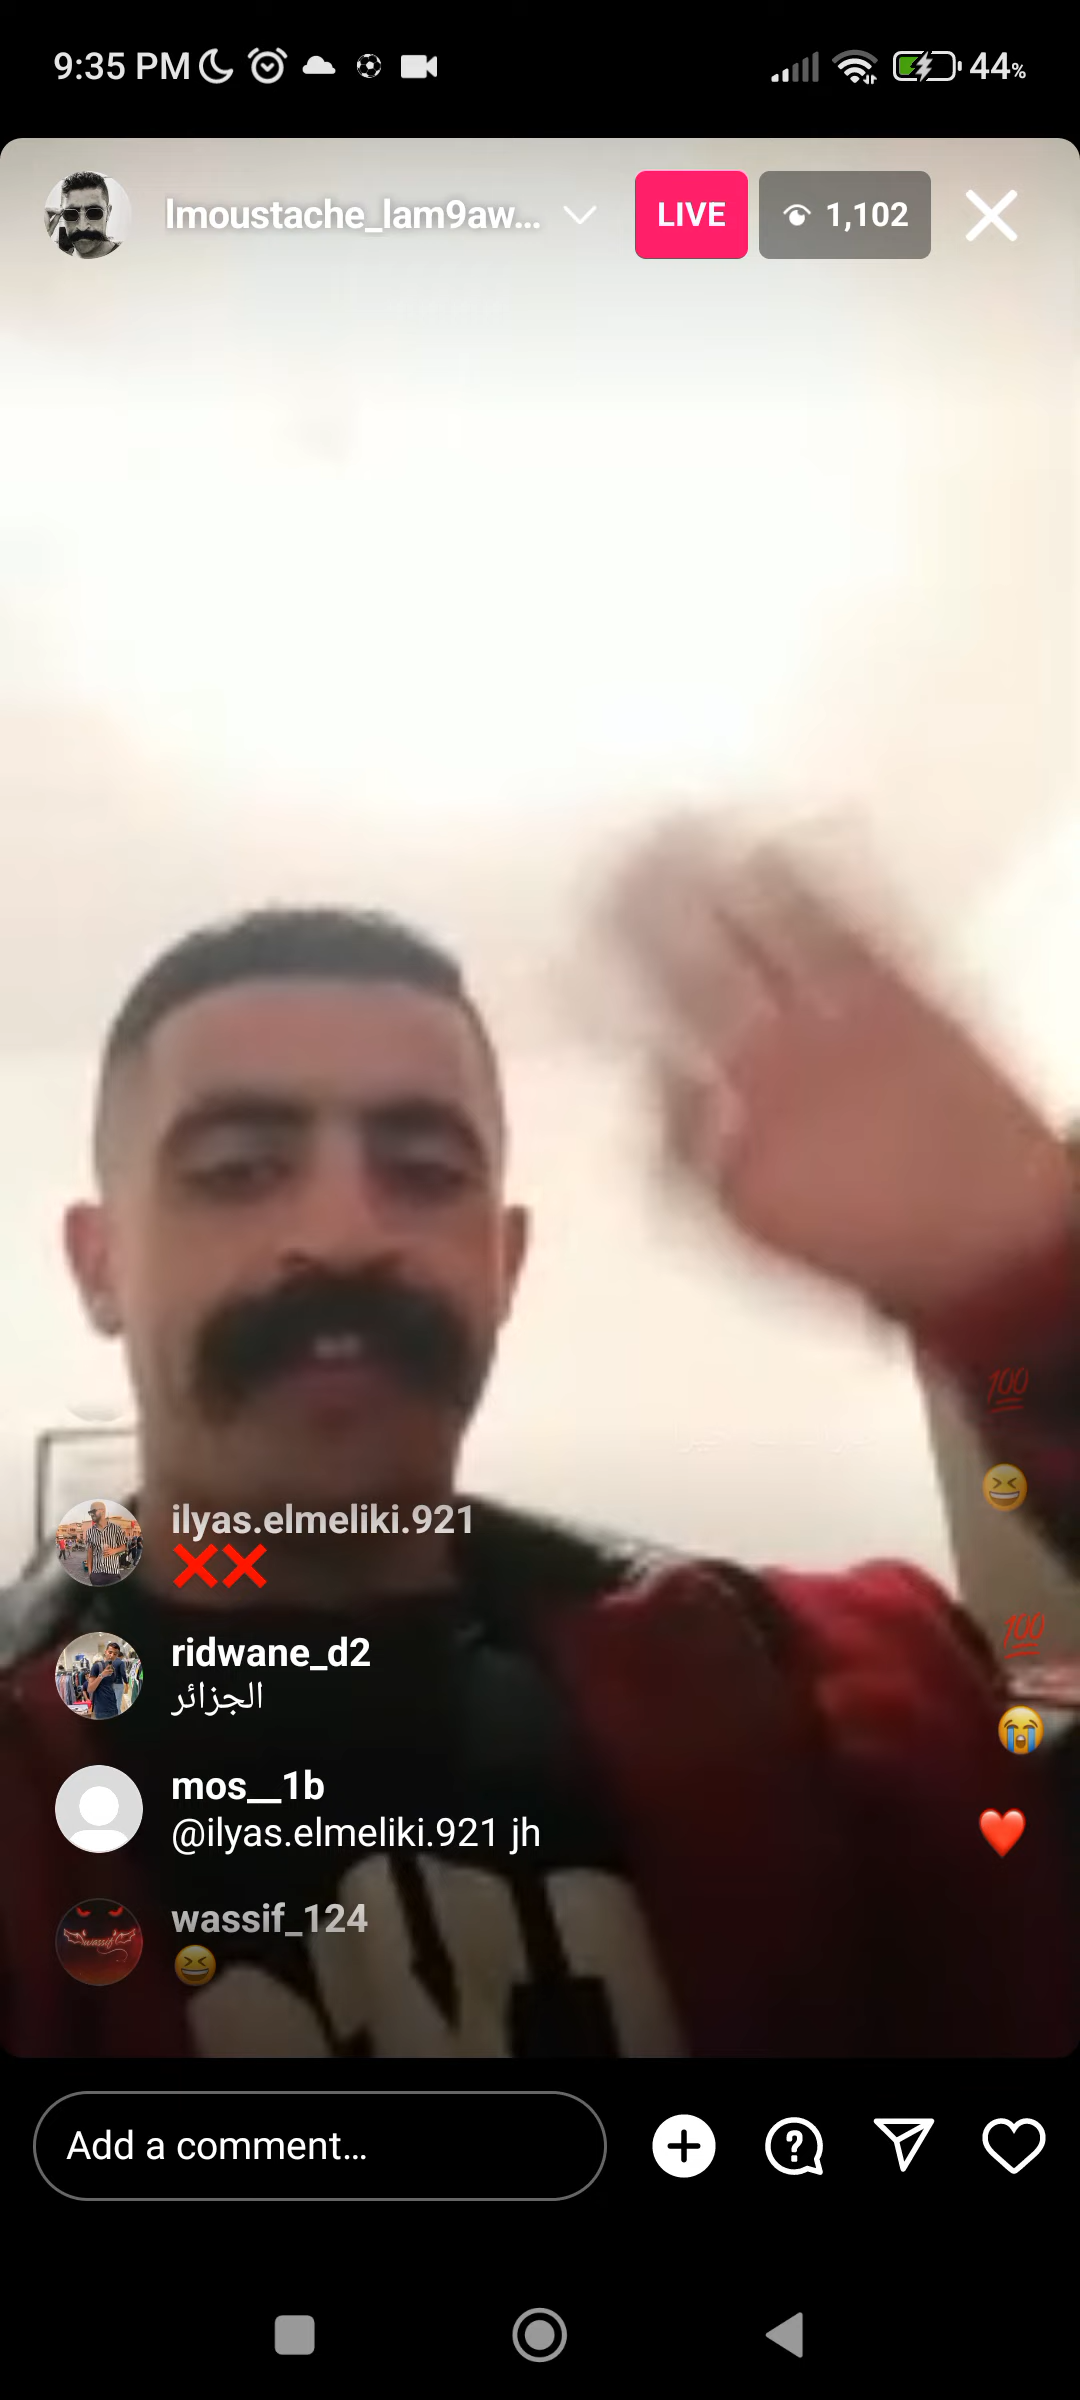 9:35 PM
44%
lmoustache_lam9aw...
LIVE
1,102
ilyas.elmeliki.921
❌❌
ridwane_d2
الجزائر
mos__1b
@ilyas.elmeliki.921 jh
wassif_124
😆
Add a comment...